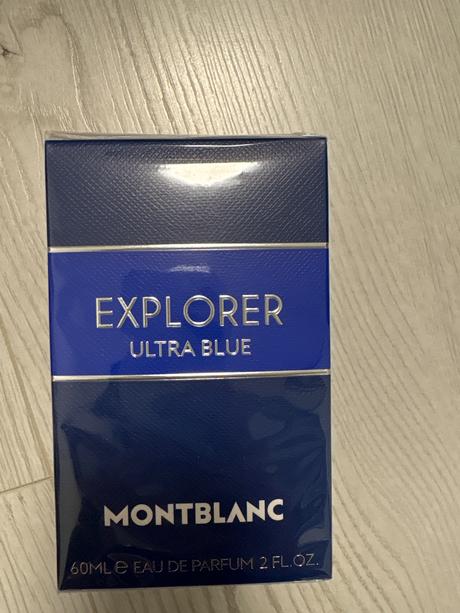 EXPLORER
ULTRA BLUE
MONTBLANC
60ML ℮ EAU DE PARFUM 2 FL.OZ.